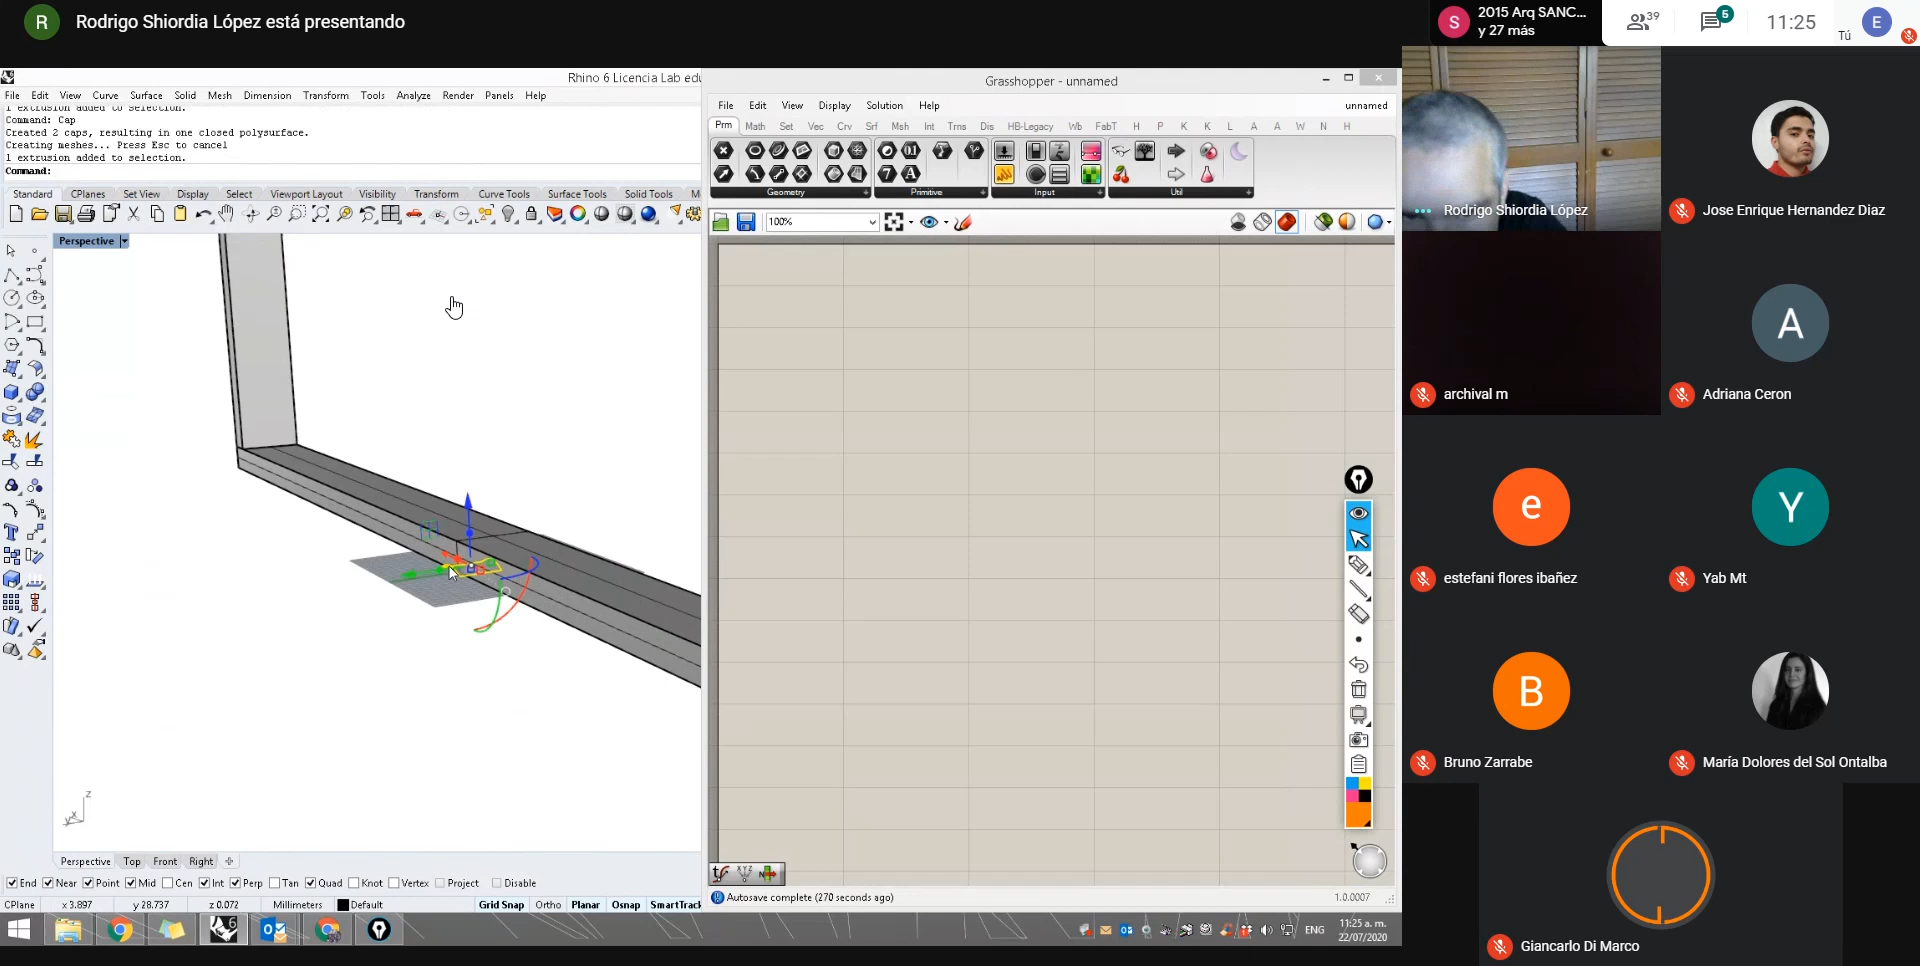 R Rodrigo Shiordia López está presentando
S 2015 Arq SANC...
y 27 más
39
5
11:25
Tú
E
Rhino 6 Licencia Lab edu
File Edit View Curve Surface Solid Mesh Dimension Transform Tools Analyze Render Panels Help
1 extrusion added to selection.
Command: Cap
Created 2 caps, resulting in one closed polysurface.
Creating meshes... Press Esc to cancel
1 extrusion added to selection.
Command:
Standard CPlanes Set View Display Select Viewport Layout Visibility Transform Curve Tools Surface Tools Solid Tools M
Perspective
z
x
y
Perspective Top Front Right
End Near Point Mid Cen Int Perp Tan Quad Knot Vertex Project Disable
CPlane x 3.897 y 28.737 z 0.072 Millimeters Default Grid Snap Ortho Planar Osnap SmartTrack
Grasshopper - unnamed
File Edit View Display Solution Help unnamed
Prm Math Set Vec Crv Srf Msh Int Trns Dis HB-Legacy Wb FabT H P K K L A A W N H
Geometry Primitive Input Util
100%
Autosave complete (270 seconds ago)
1.0.0007
ENG
11:25 a. m.
22/07/2020
Rodrigo Shiordia López
Jose Enrique Hernandez Diaz
archival m
A
Adriana Ceron
e
estefani flores ibañez
Y
Yab Mt
B
Bruno Zarrabe
María Dolores del Sol Ontalba
Giancarlo Di Marco